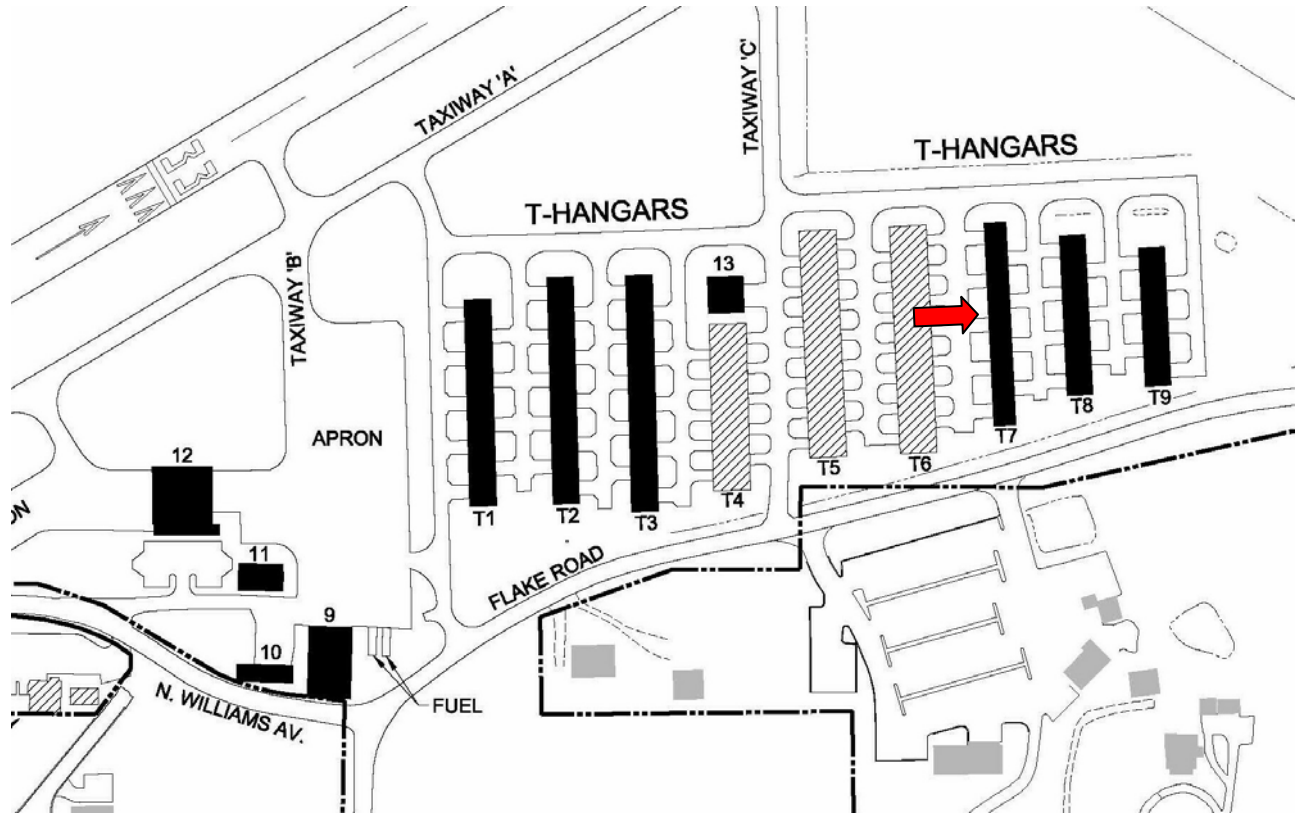 TAXIWAY 'A'
TAXIWAY 'C'
T-HANGARS
T-HANGARS
TAXIWAY 'B'
13
APRON
12
T1
T2
T3
T4
T5
T6
T7
T8
T9
ON
11
FLAKE ROAD
9
10
N. WILLIAMS AV.
FUEL